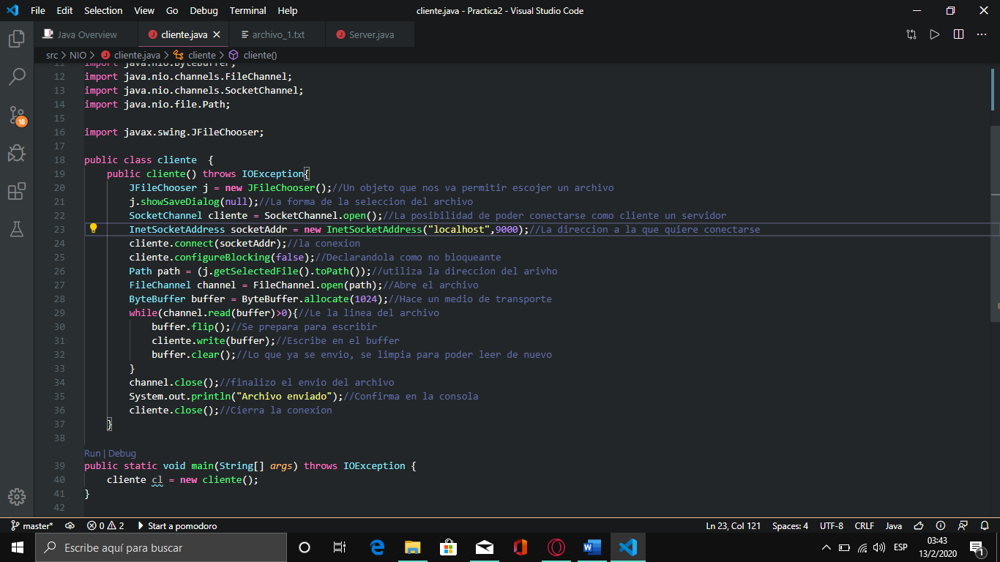 File Edit Selection View Go Debug Terminal Help cliente.java - Practica2 - Visual Studio Code
Java Overview cliente.java archivo_1.txt Server.java
src > NIO > cliente.java > cliente > cliente()
11 import java.nio.ByteBuffer;
12 import java.nio.channels.FileChannel;
13 import java.nio.channels.SocketChannel;
14 import java.nio.file.Path;
15
16 import javax.swing.JFileChooser;
17
18 public class cliente {
19 public cliente() throws IOException{
20 JFileChooser j = new JFileChooser();//Un objeto que nos va permitir escojer un archivo
21 j.showSaveDialog(null);//La forma de la seleccion del archivo
22 SocketChannel cliente = SocketChannel.open();//La posibilidad de poder conectarse como cliente un servidor
23 InetSocketAddress socketAddr = new InetSocketAddress("localhost",9000);//La direccion a la que quiere conectarse
24 cliente.connect(socketAddr);//la conexion
25 cliente.configureBlocking(false);//Declarandola como no bloqueante
26 Path path = (j.getSelectedFile().toPath());//utiliza la direccion del arivho
27 FileChannel channel = FileChannel.open(path);//Abre el archivo
28 ByteBuffer buffer = ByteBuffer.allocate(1024);//Hace un medio de transporte
29 while(channel.read(buffer)>0){//Le la linea del archivo
30 buffer.flip();//Se prepara para escribir
31 cliente.write(buffer);//Escribe en el buffer
32 buffer.clear();//Lo que ya se envio, se limpia para poder leer de nuevo
33 }
34 channel.close();//finalizo el envio del archivo
35 System.out.println("Archivo enviado");//Confirma en la consola
36 cliente.close();//Cierra la conexion
37 }
38
Run | Debug
39 public static void main(String[] args) throws IOException {
40 cliente cl = new cliente();
41 }
42
18
master* 0 2 Start a pomodoro Ln 23, Col 121 Spaces: 4 UTF-8 CRLF Java
Escribe aquí para buscar ESP 03:43
13/2/2020 1